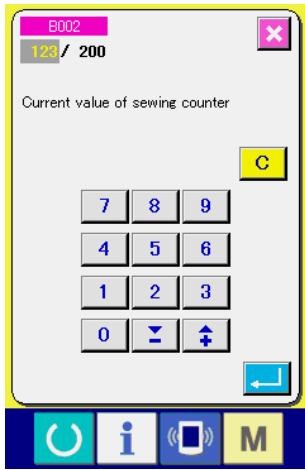 B002
123 / 200
Current value of sewing counter
C
7 8 9
4 5 6
1 2 3
0
i M